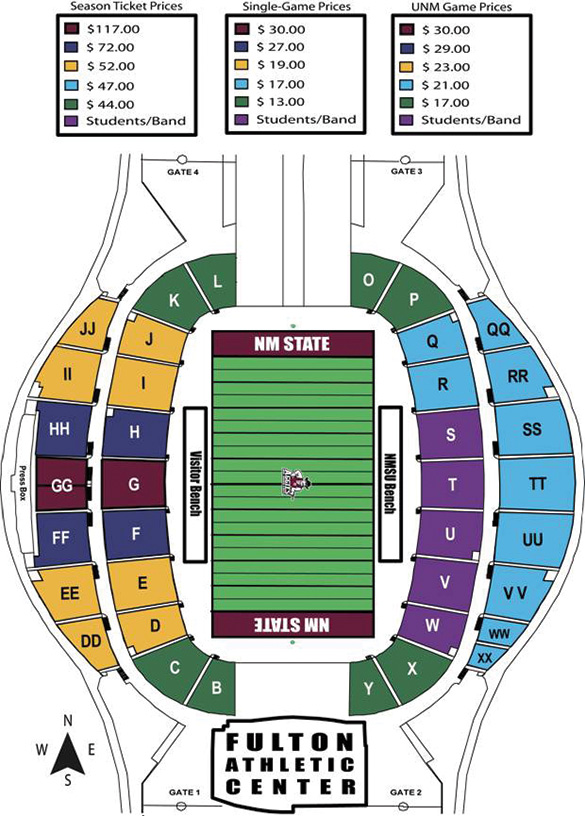 Season Ticket Prices
$117.00
$ 72.00
$ 52.00
$ 47.00
$ 44.00
Students/Band
Single-Game Prices
$ 30.00
$ 27.00
$ 19.00
$ 17.00
$ 13.00
Students/Band
UNM Game Prices
$ 30.00
$ 29.00
$ 23.00
$ 21.00
$ 17.00
Students/Band
GATE 4
GATE 3
K
L
O
P
JJ
J
NM STATE
Q
QQ
II
I
R
RR
HH
H
S
SS
Press Box
GG
G
Visitor Bench
NMSU Bench
T
TT
FF
F
U
UU
EE
E
V
VV
DD
D
NM STATE
W
WW
XX
C
B
Y
X
N
W
E
S
FULTON
ATHLETIC
CENTER
GATE 1
GATE 2